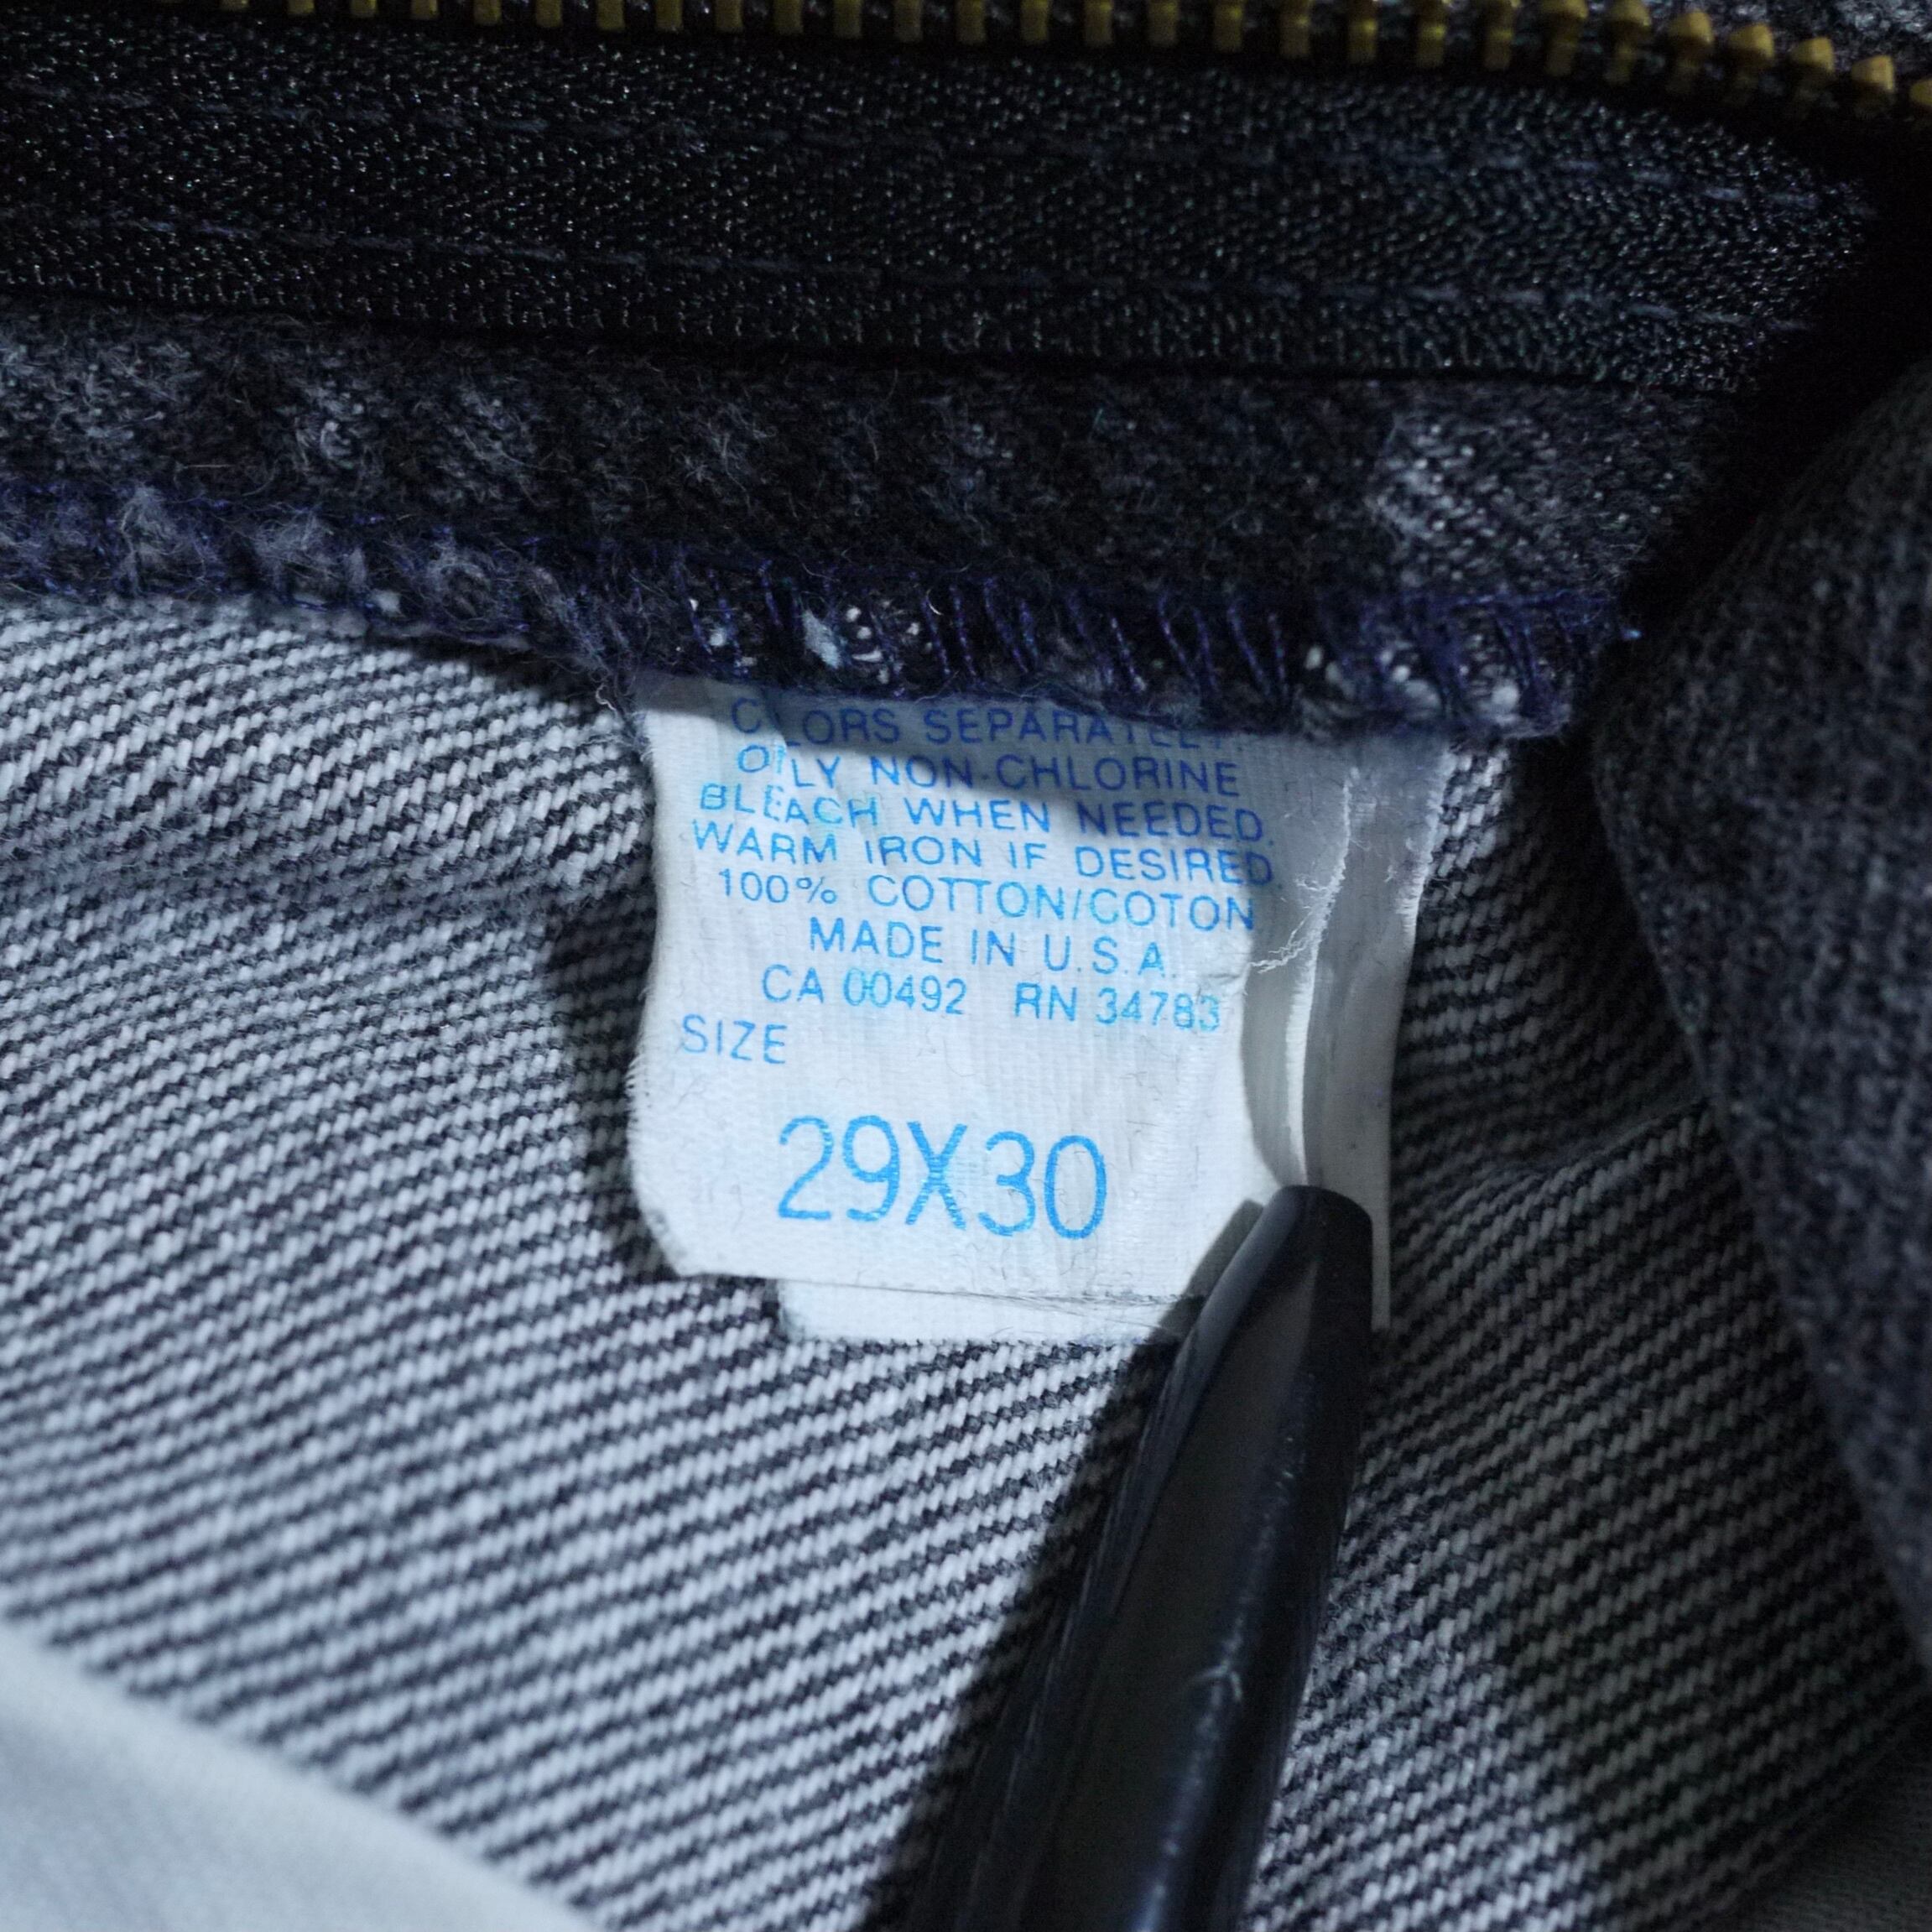 COLORS SEPARATELY.
ONLY NON-CHLORINE
BLEACH WHEN NEEDED.
WARM IRON IF DESIRED.
100% COTTON/COTON
MADE IN U.S.A.
CA 00492 RN 34783
SIZE
29X30